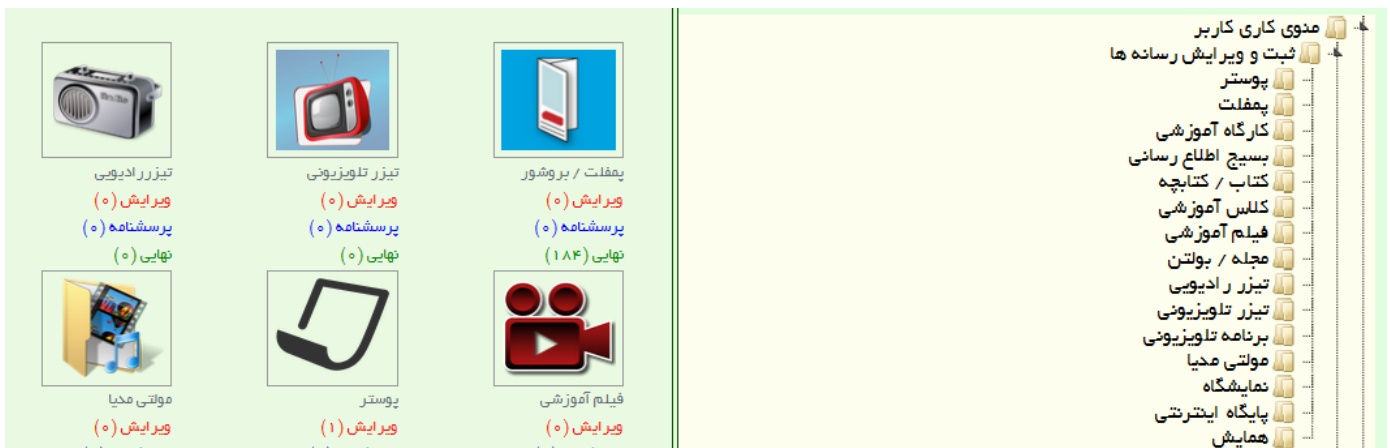 منوی کاری کاربر
ثبت و ویرایش رسانه ها
پوستر
پمفلت
کارگاه آموزشی
بسیج اطلاع رسانی
کتاب / کتابچه
کلاس آموزشی
فیلم آموزشی
مجله / بولتن
تیزر رادیویی
تیزر تلویزیونی
برنامه تلویزیونی
مولتی مدیا
نمایشگاه
پایگاه اینترنتی
همایش
پمفلت / بروشور
ویرایش (۰)
پرسشنامه (۰)
نهایی (۱۸۴)
تیزر تلویزیونی
ویرایش (۰)
پرسشنامه (۰)
نهایی (۰)
تیزررادیویی
ویرایش (۰)
پرسشنامه (۰)
نهایی (۰)
فیلم آموزشی
ویرایش (۰)
پوستر
ویرایش (۱)
مولتی مدیا
ویرایش (۰)